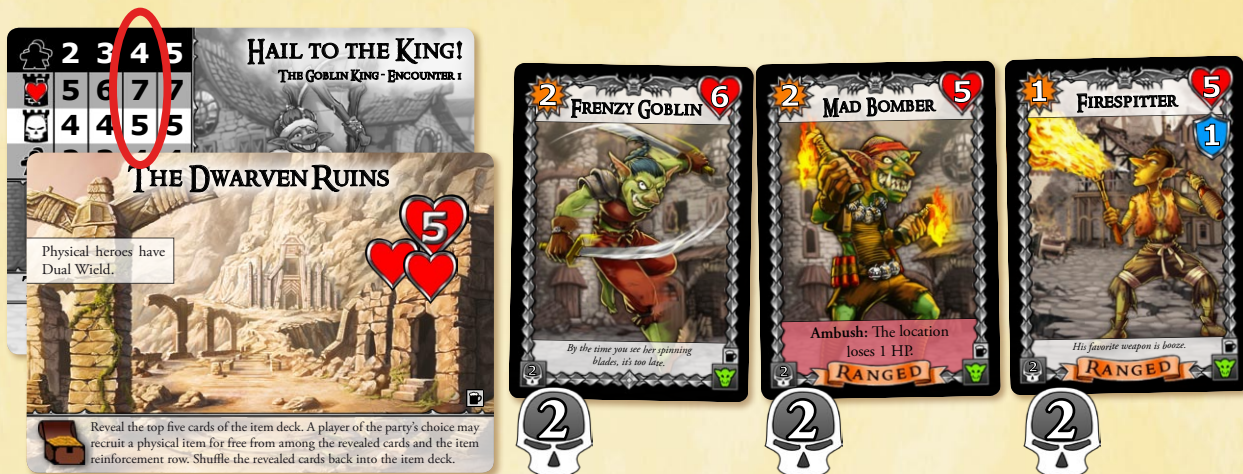 2 3 4 5
5 6 7 7
4 4 5 5
HAIL TO THE KING!
THE GOBLIN KING - ENCOUNTER 1
THE DWARVEN RUINS
5
Physical heroes have
Dual Wield.
Reveal the top five cards of the item deck. A player of the party's choice may
recruit a physical item for free from among the revealed cards and the item
reinforcement row. Shuffle the revealed cards back into the item deck.
2 FRENZY GOBLIN 6
By the time you see her spinning
blades, it's too late.
2
2
2 MAD BOMBER 5
Ambush: The location
loses 1 HP.
2 RANGED
2
1 FIRESPITTER 5
1
His favorite weapon is booze.
2 RANGED
2